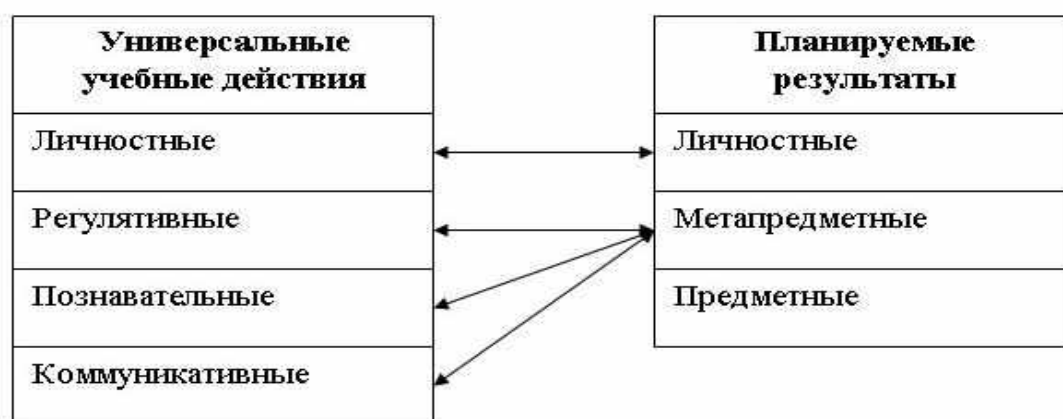 Универсальные
учебные действия
Личностные
Регулятивные
Познавательные
Коммуникативные
Планируемые
результаты
Личностные
Метапредметные
Предметные